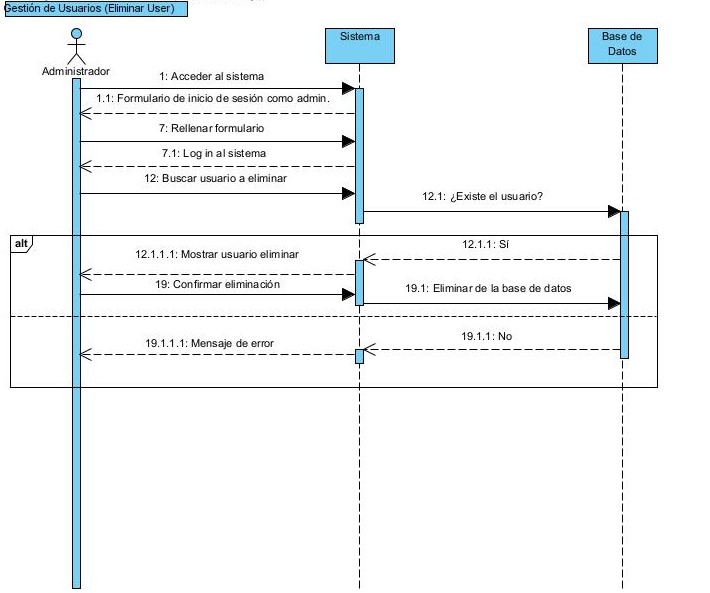 Gestión de Usuarios (Eliminar User)
Sistema
Base de
Datos
Administrador
1: Acceder al sistema
1.1: Formulario de inicio de sesión como admin.
7: Rellenar formulario
7.1: Log in al sistema
12: Buscar usuario a eliminar
12.1: ¿Existe el usuario?
alt
12.1.1: Sí
12.1.1.1: Mostrar usuario eliminar
19: Confirmar eliminación
19.1: Eliminar de la base de datos
19.1.1: No
19.1.1.1: Mensaje de error